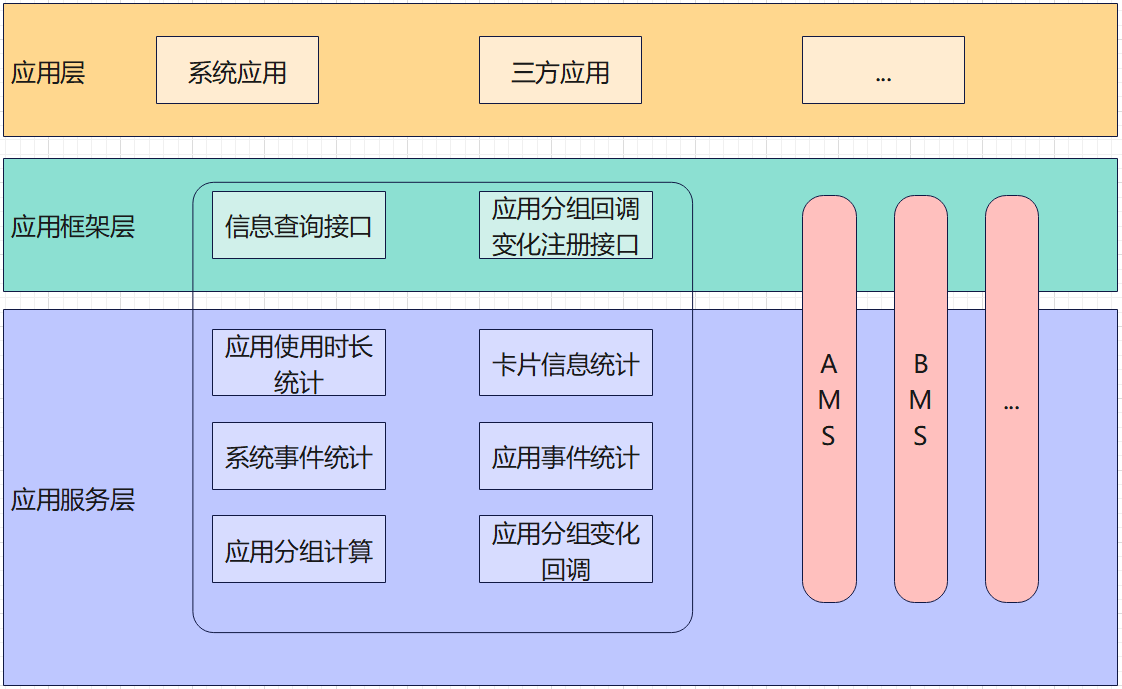 应用层
系统应用
三方应用
...
应用框架层
信息查询接口
应用分组回调
变化注册接口
应用服务层
应用使用时长
统计
卡片信息统计
系统事件统计
应用事件统计
应用分组计算
应用分组变化
回调
A
M
S
B
M
S
...